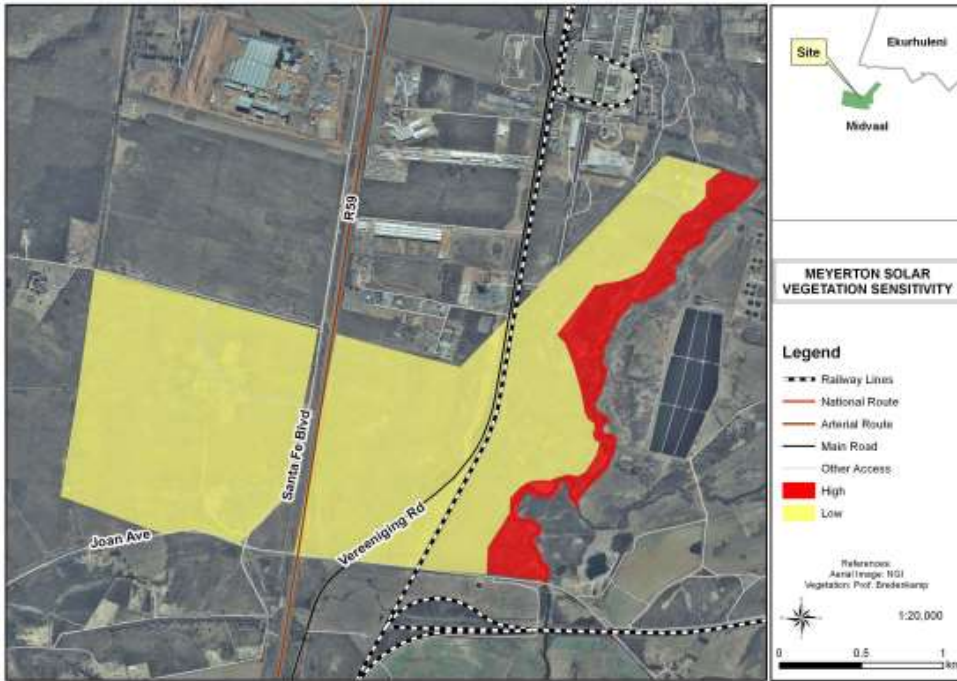 R59
Santa Fe Blvd
Vereeniging Rd
Joan Ave
Ekurhuleni
Site
Midvaal
MEYERTON SOLAR
VEGETATION SENSITIVITY
Legend
Railway Lines
National Route
Arterial Route
Main Road
Other Access
High
Low
References:
Aerial Image: NGI
Vegetation: Prof. Bredenkamp
1:20,000
0 0.5 1
km